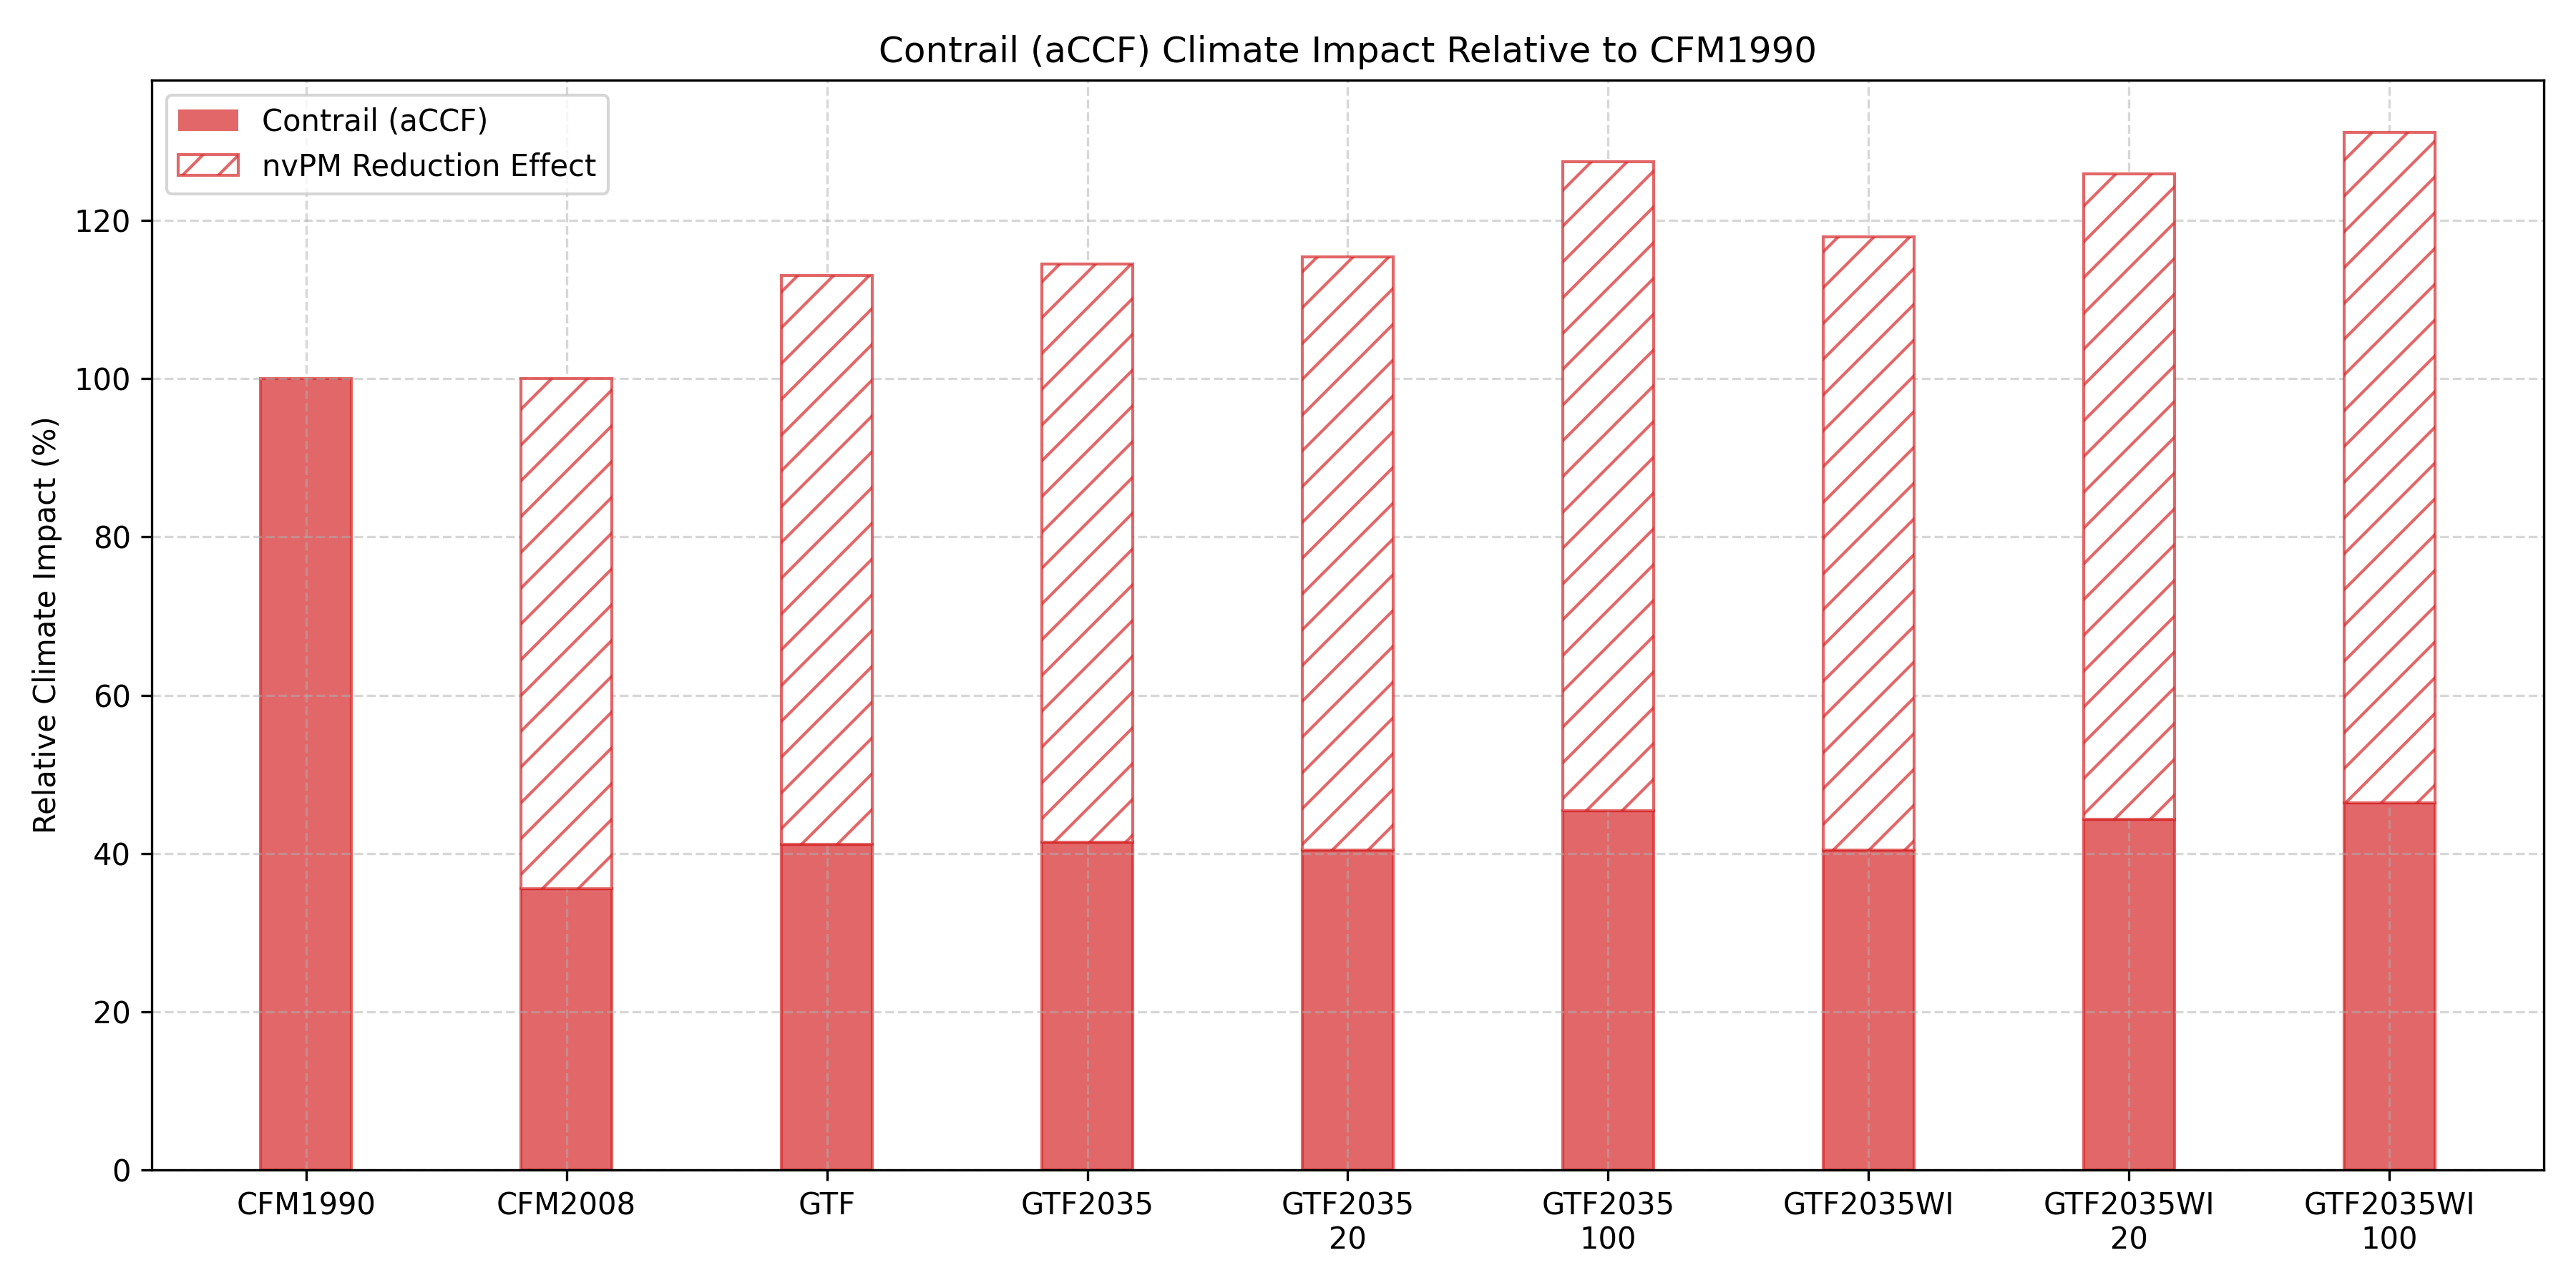 Contrail (aCCF) Climate Impact Relative to CFM1990
Contrail (aCCF)
nvPM Reduction Effect
Relative Climate Impact (%)
120
100
80
60
40
20
0
CFM1990 CFM2008 GTF GTF2035 GTF2035 GTF2035 GTF2035WI GTF2035WI GTF2035WI
20 100 20 100